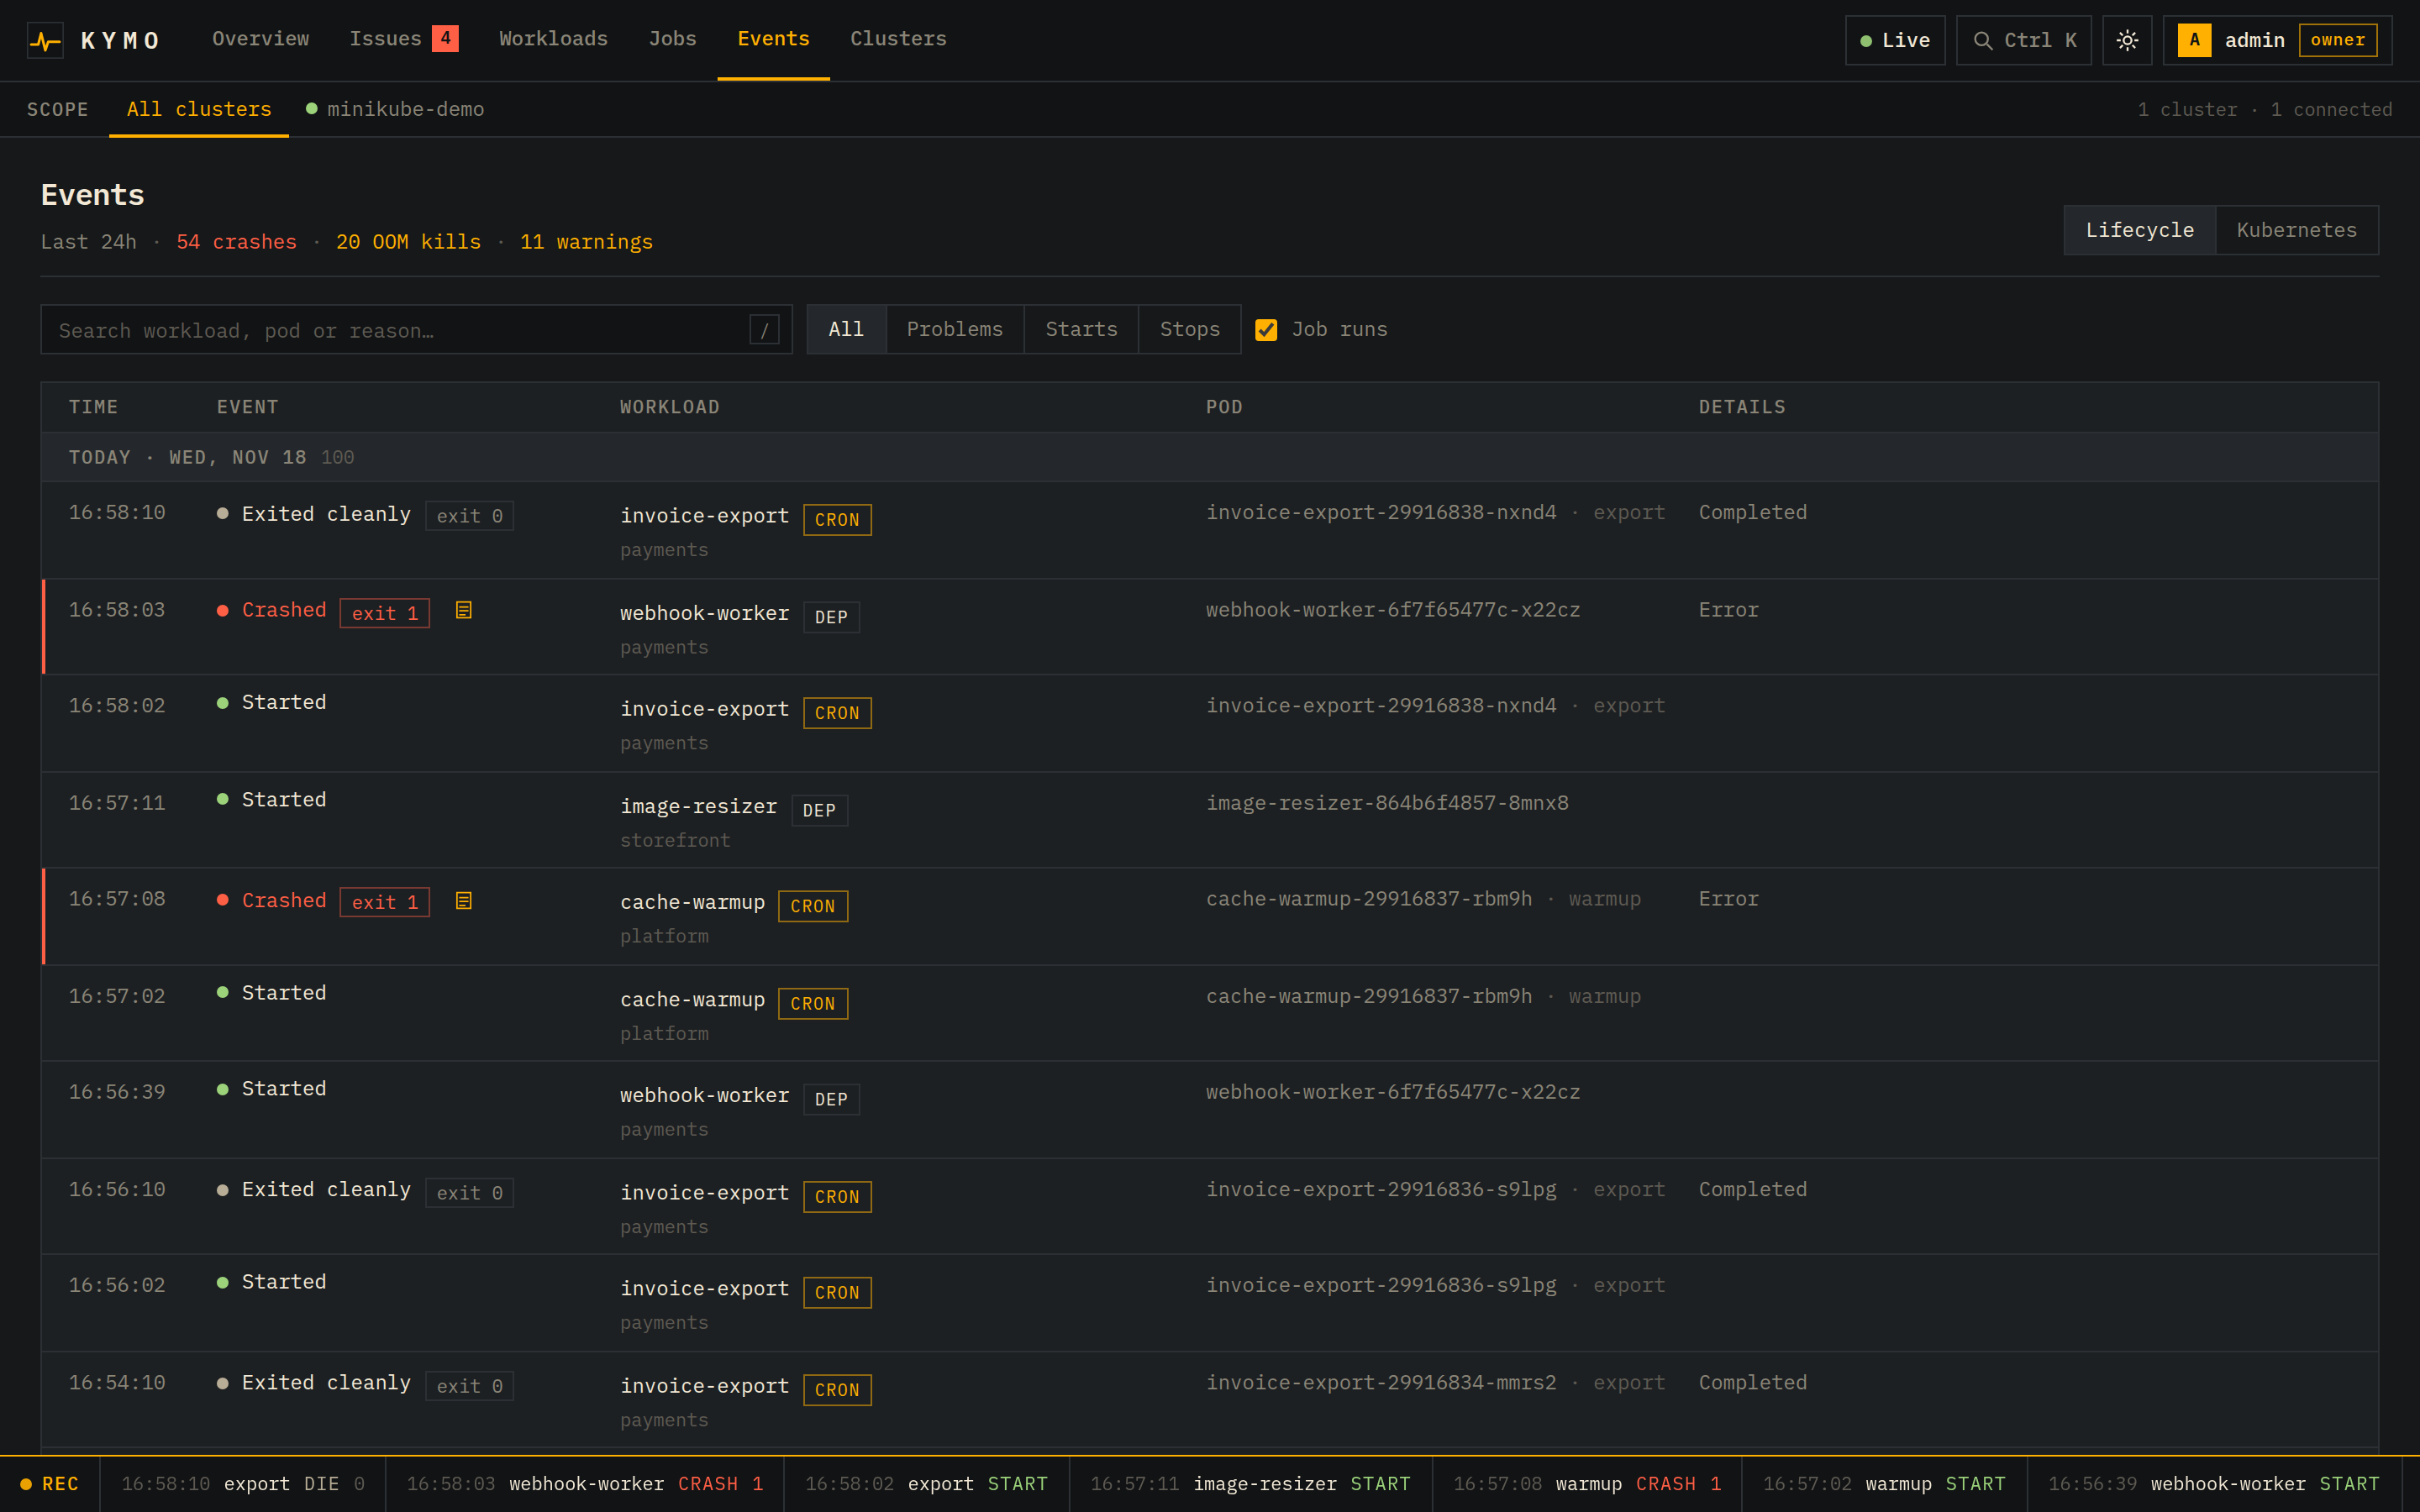 KYMO Overview Issues 4 Workloads Jobs Events Clusters Live Ctrl K A admin owner
SCOPE All clusters minikube-demo 1 cluster · 1 connected
Events
Last 24h · 54 crashes · 20 OOM kills · 11 warnings
Lifecycle Kubernetes
Search workload, pod or reason… / All Problems Starts Stops Job runs
TIME EVENT WORKLOAD POD DETAILS
TODAY · WED, NOV 18 100
16:58:10 Exited cleanly exit 0 invoice-export CRON invoice-export-29916838-nxnd4 · export Completed
payments
16:58:03 Crashed exit 1 webhook-worker DEP webhook-worker-6f7f65477c-x22cz Error
payments
16:58:02 Started invoice-export CRON invoice-export-29916838-nxnd4 · export
payments
16:57:11 Started image-resizer DEP image-resizer-864b6f4857-8mnx8
storefront
16:57:08 Crashed exit 1 cache-warmup CRON cache-warmup-29916837-rbm9h · warmup Error
platform
16:57:02 Started cache-warmup CRON cache-warmup-29916837-rbm9h · warmup
platform
16:56:39 Started webhook-worker DEP webhook-worker-6f7f65477c-x22cz
payments
16:56:10 Exited cleanly exit 0 invoice-export CRON invoice-export-29916836-s9lpg · export Completed
payments
16:56:02 Started invoice-export CRON invoice-export-29916836-s9lpg · export
payments
16:54:10 Exited cleanly exit 0 invoice-export CRON invoice-export-29916834-mmrs2 · export Completed
payments
REC 16:58:10 export DIE 0 16:58:03 webhook-worker CRASH 1 16:58:02 export START 16:57:11 image-resizer START 16:57:08 warmup CRASH 1 16:57:02 warmup START 16:56:39 webhook-worker START